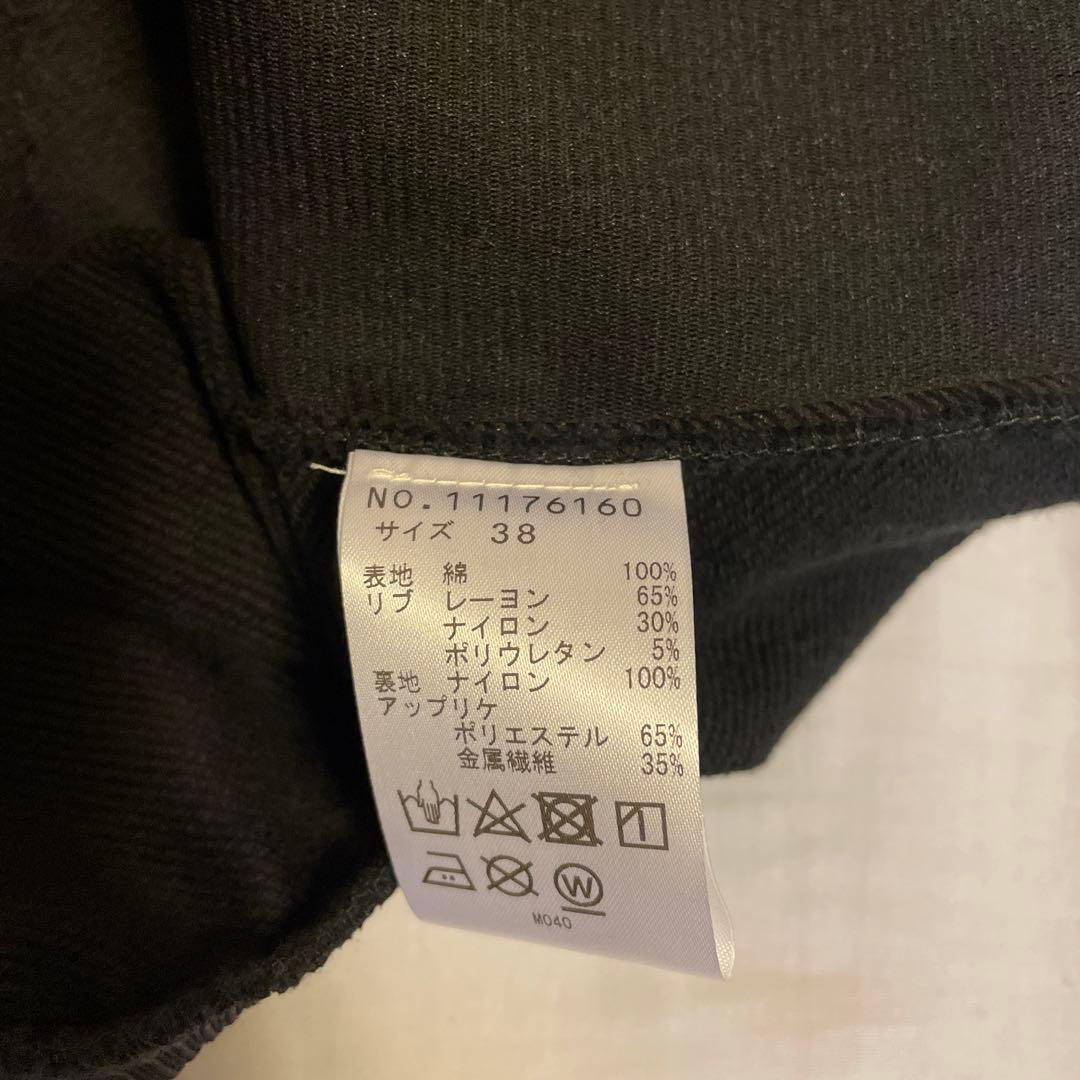 NO.11176160
サイズ 38
表地 綿 100%
リブ レーヨン 65%
ナイロン 30%
ポリウレタン 5%
裏地 ナイロン 100%
アップリケ
ポリエステル 65%
金属繊維 35%
W
M040